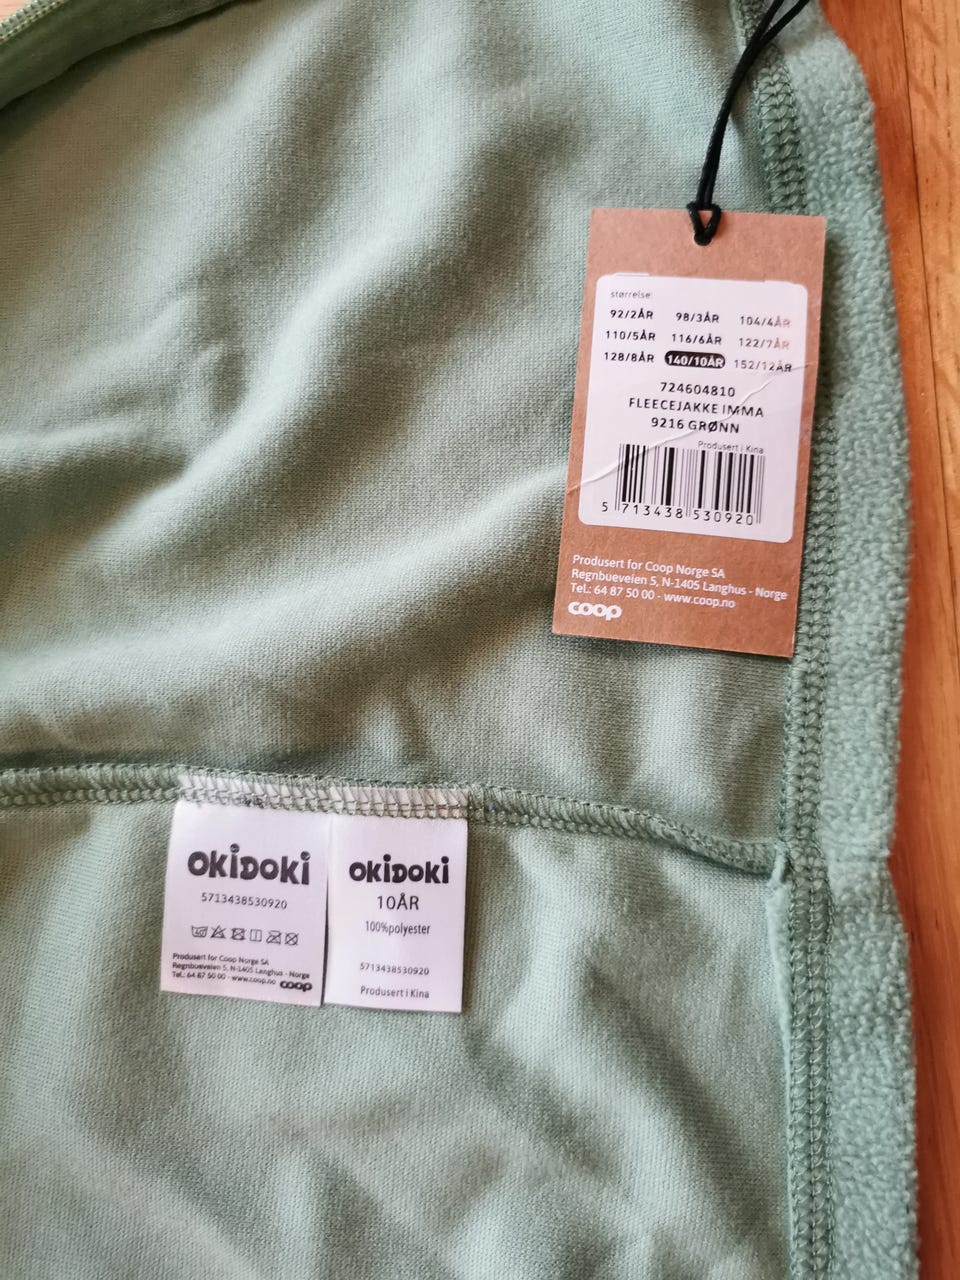 størrelse:
92/2ÅR 98/3ÅR 104/4ÅR
110/5ÅR 116/6ÅR 122/7ÅR
128/8ÅR 140/10ÅR 152/12ÅR
724604810
FLEECEJAKKE IMMA
9216 GRØNN
Produsert i Kina
5 713438 530920
Produsert for Coop Norge SA
Regnbueveien 5, N-1405 Langhus - Norge
Tel.: 64 87 50 00 - www.coop.no
coop
OKIDOKI
5713438530920
Produsert for Coop Norge SA
Regnbueveien 5, N-1405 Langhus - Norge
Tel.: 64 87 50 00 - www.coop.no coop
OKIDOKI
10ÅR
100%polyester
5713438530920
Produsert i Kina